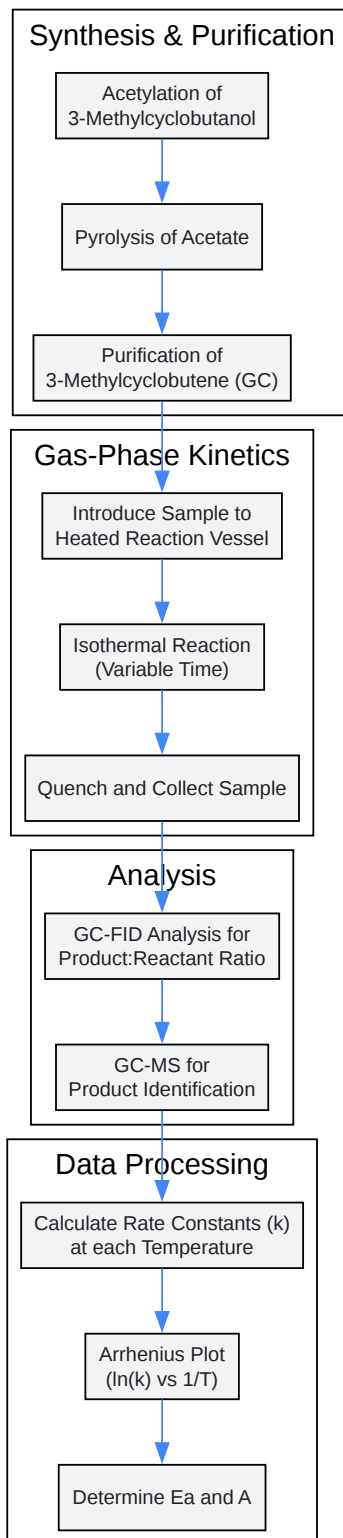 Synthesis & Purification
Acetylation of
3-Methylcyclobutanol
Pyrolysis of Acetate
Purification of
3-Methylcyclobutene (GC)
Gas-Phase Kinetics
Introduce Sample to
Heated Reaction Vessel
Isothermal Reaction
(Variable Time)
Quench and Collect Sample
Analysis
GC-FID Analysis for
Product:Reactant Ratio
GC-MS for
Product Identification
Data Processing
Calculate Rate Constants (k)
at each Temperature
Arrhenius Plot
(ln(k) vs 1/T)
Determine Ea and A